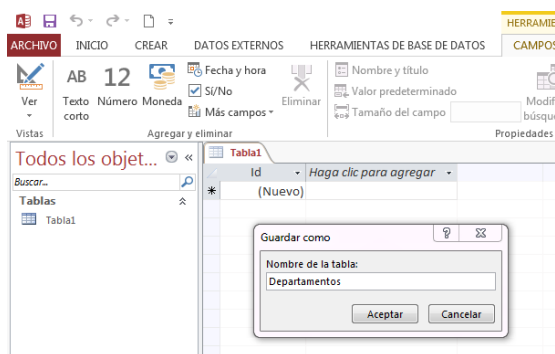 HERRAMIE
ARCHIVO INICIO CREAR DATOS EXTERNOS HERRAMIENTAS DE BASE DE DATOS CAMPOS
Ver
AB Texto corto
12 Número
Moneda
Fecha y hora
Sí/No
Más campos
Eliminar
Nombre y título
Valor predeterminado
Tamaño del campo
Modif
búsque
Vistas Agregar y eliminar Propiedades
Todos los objet... «
Buscar...
Tablas
Tabla1
Tabla1
Id Haga clic para agregar
(Nuevo)
Guardar como
Nombre de la tabla:
Departamentos
Aceptar Cancelar